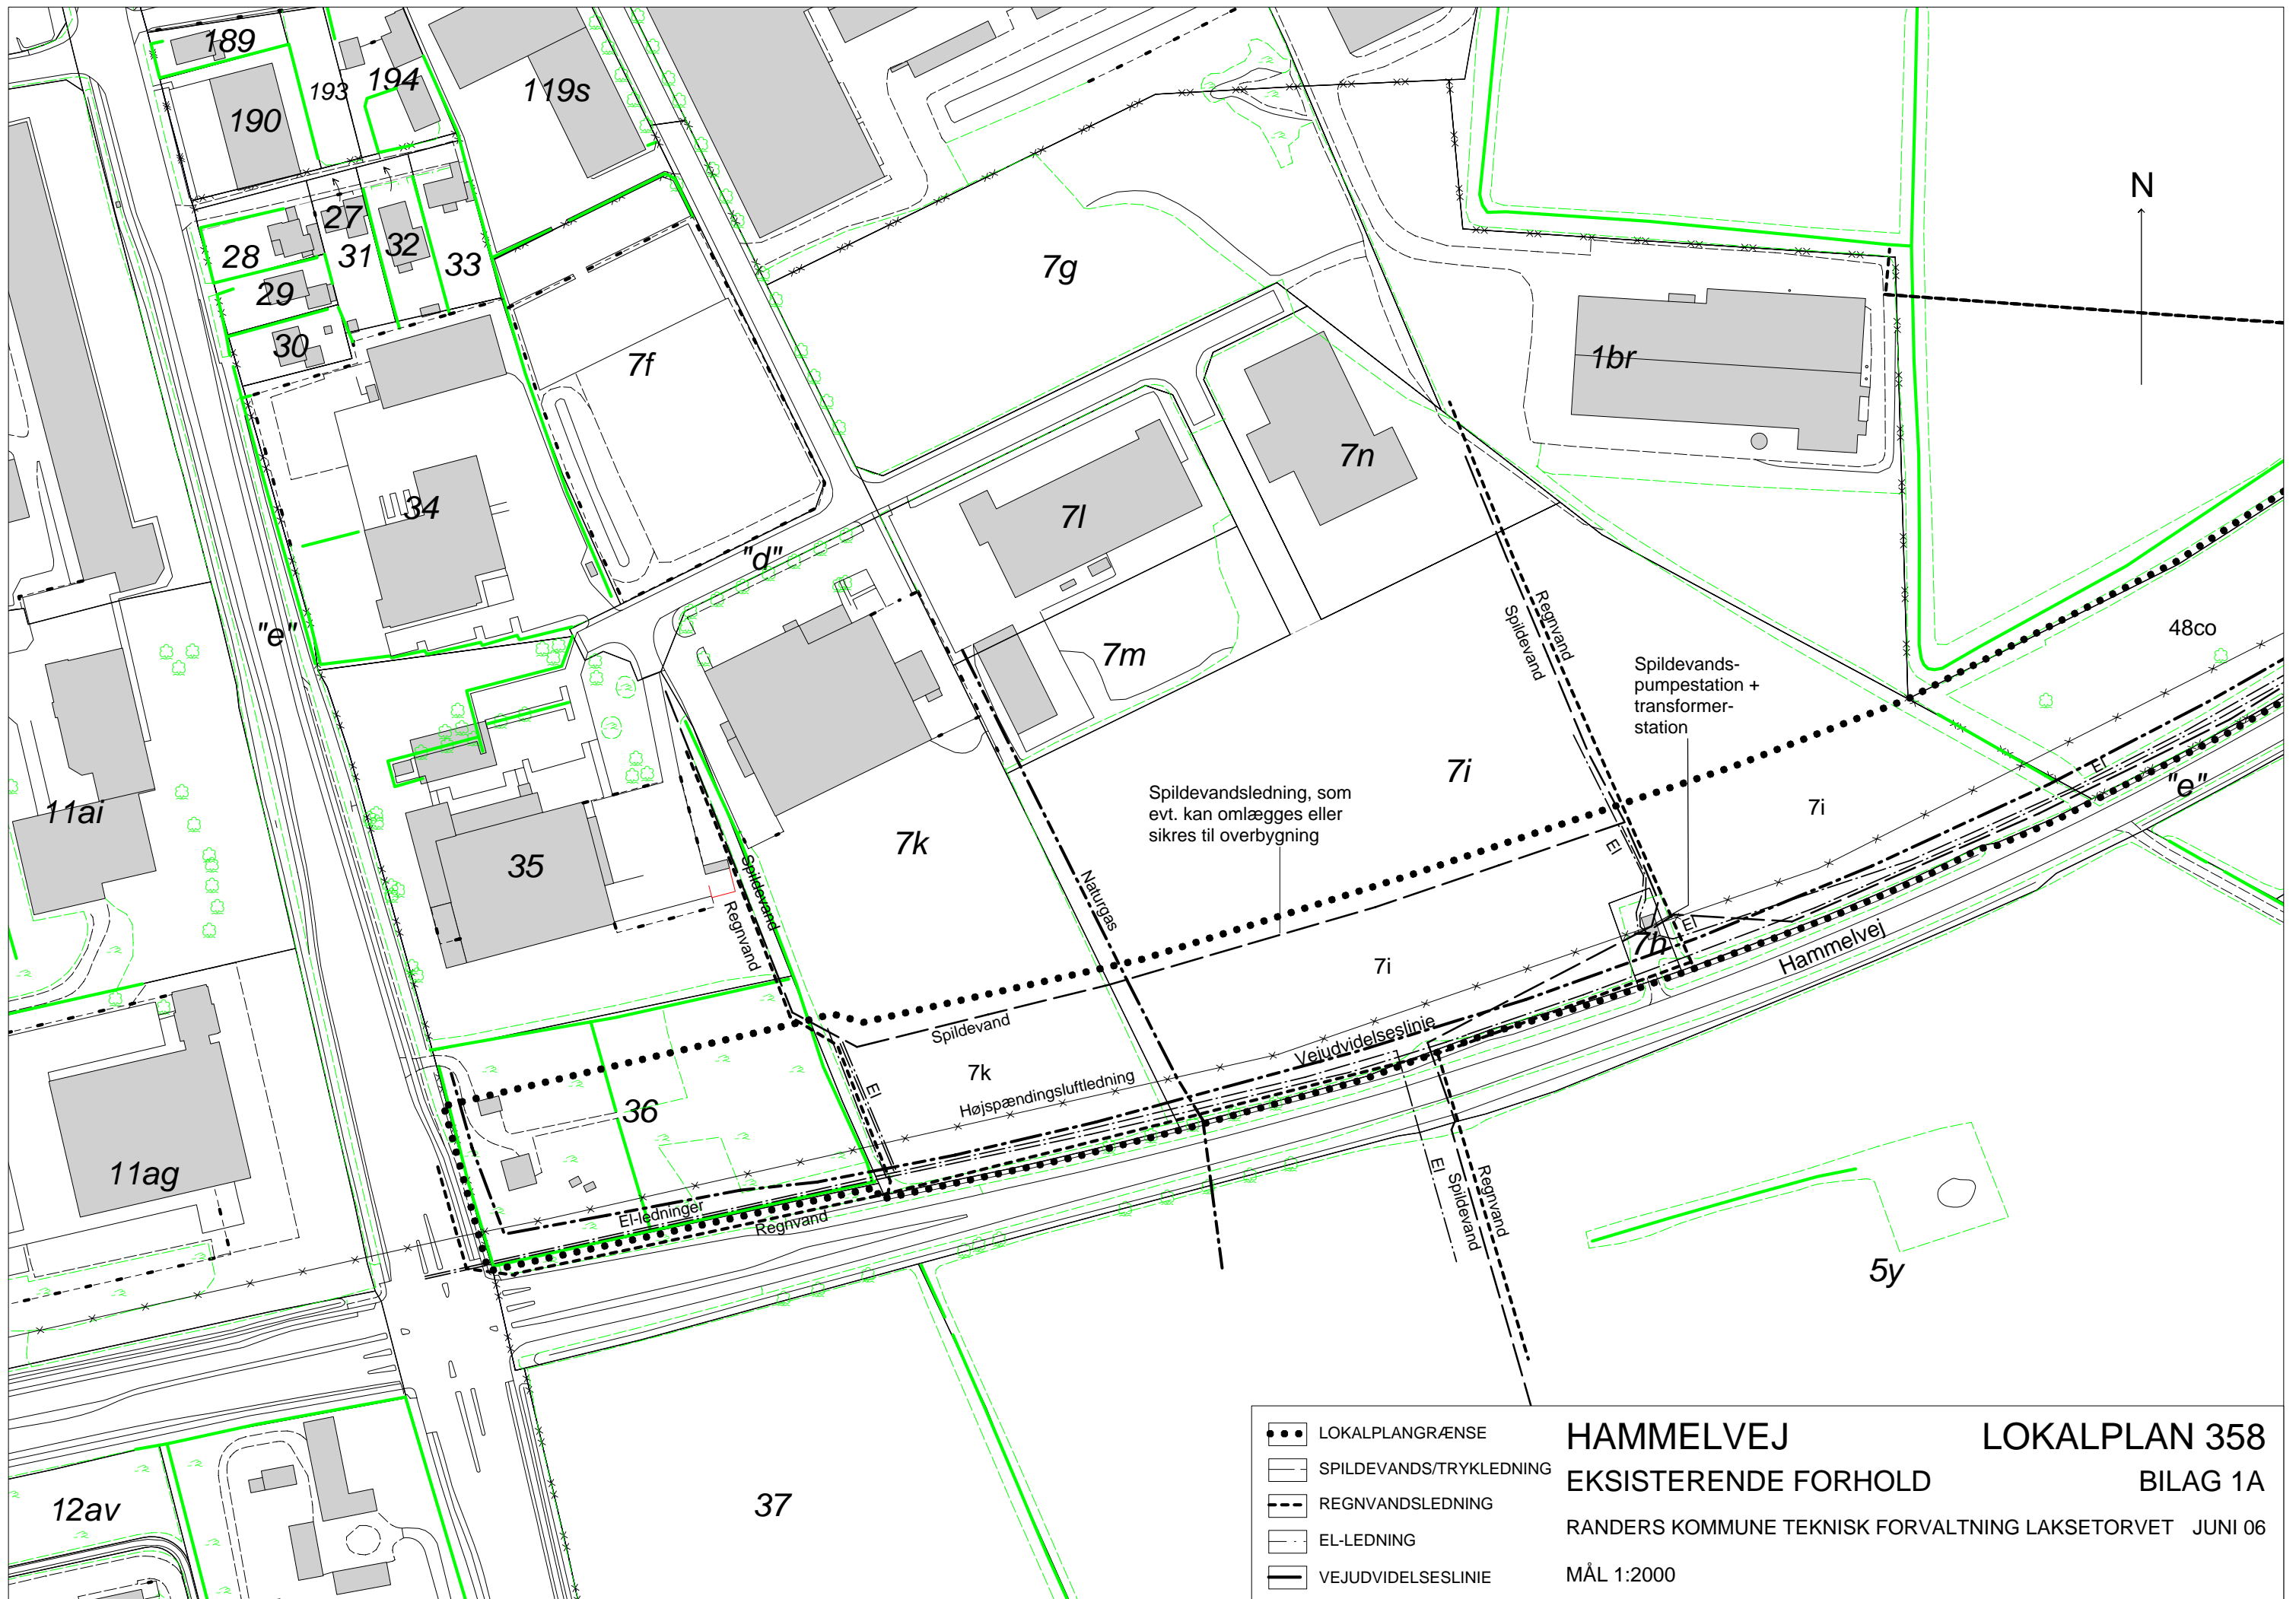 189
193
194
119s
190
N
27
28
31
32
33
7g
29
30
7f
1br
34
7n
7l
"d"
"e"
Regnvand
Spildevand
48co
7m
Spildevands-
pumpestation +
transformer-
station
7i
Spildevandsledning, som
evt. kan omlægges eller
sikres til overbygning
El
"e"
7i
11ai
35
7k
Spildevand
Regnvand
Naturgas
El
El
7h
Hammelvej
7i
Spildevand
Vejudvidelseslinie
7k
El
Højspændingsluftledning
36
11ag
El
Spildevand
Regnvand
El-ledninger
Regnvand
5y
37
12av
LOKALPLANGRÆNSE
SPILDEVANDS/TRYKLEDNING
REGNVANDSLEDNING
EL-LEDNING
VEJUDVIDELSESLINIE
HAMMELVEJ LOKALPLAN 358
EKSISTERENDE FORHOLD BILAG 1A
RANDERS KOMMUNE TEKNISK FORVALTNING LAKSETORVET JUNI 06
MÅL 1:2000